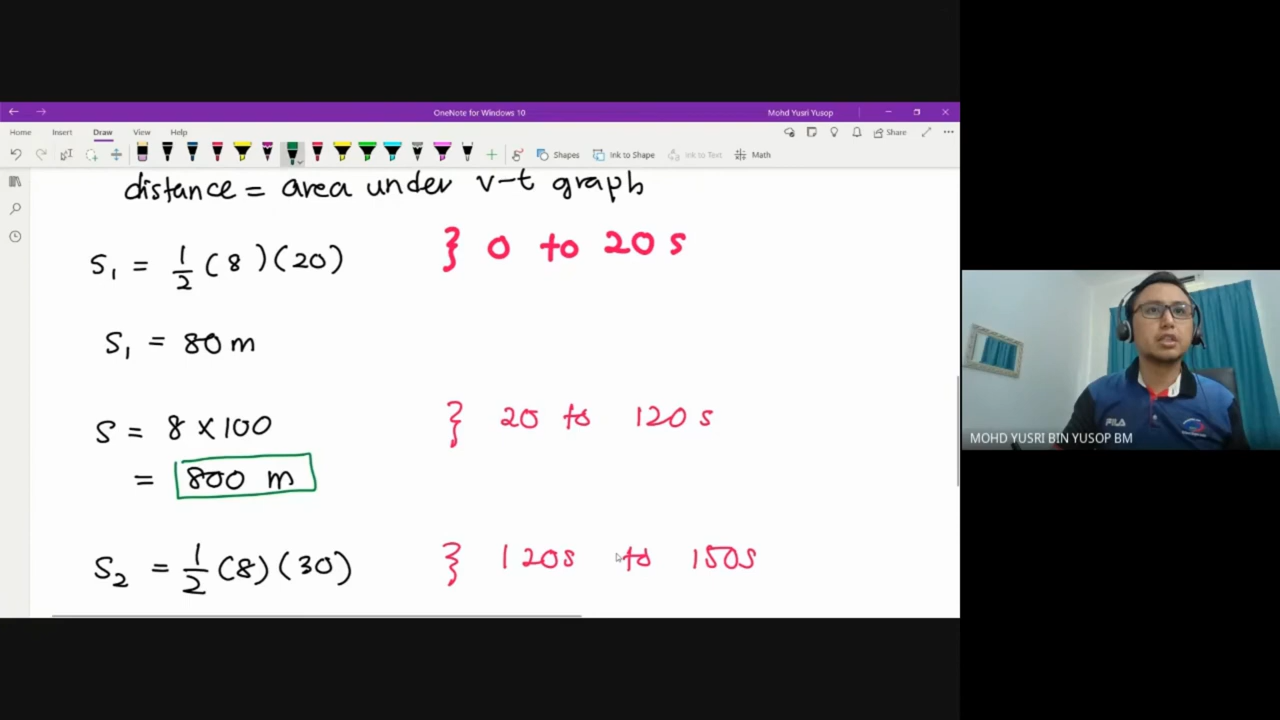 OneNote for Windows 10
Mohd Yusri Yusop
Home Insert Draw View Help
Share
Shapes Ink to Shape Ink to Text Math
distance = area under v-t graph
S₁ = 1/2 (8)(20) } 0 to 20 s
S₁ = 80 m
S = 8 × 100 } 20 to 120 s
= 800 m
S₂ = 1/2 (8)(30) } 120s to 150s
FILA
MOHD YUSRI BIN YUSOP BM